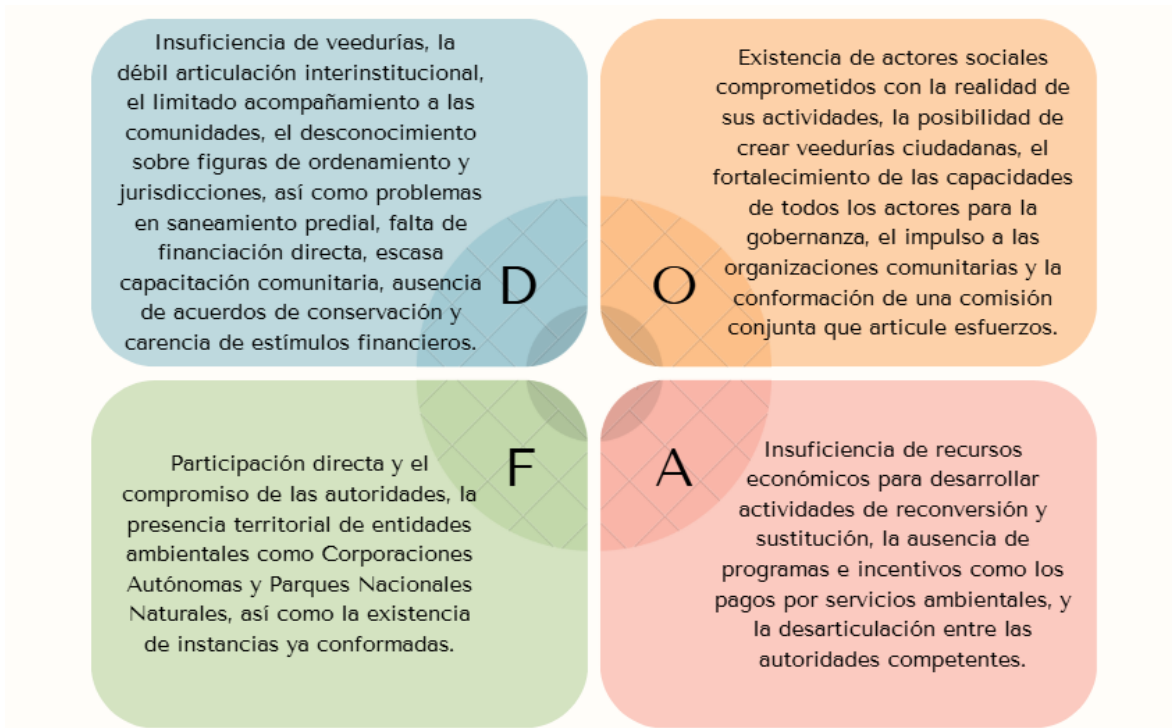 Insuficiencia de veedurías, la
débil articulación interinstitucional,
el limitado acompañamiento a las
comunidades, el desconocimiento
sobre figuras de ordenamiento y
jurisdicciones, así como problemas
en saneamiento predial, falta de
financiación directa, escasa
capacitación comunitaria, ausencia
de acuerdos de conservación y
carencia de estímulos financieros.
D
Existencia de actores sociales
comprometidos con la realidad de
sus actividades, la posibilidad de
crear veedurías ciudadanas, el
fortalecimiento de las capacidades
de todos los actores para la
gobernanza, el impulso a las
organizaciones comunitarias y la
conformación de una comisión
conjunta que articule esfuerzos.
O
Participación directa y el
compromiso de las autoridades, la
presencia territorial de entidades
ambientales como Corporaciones
Autónomas y Parques Nacionales
Naturales, así como la existencia
de instancias ya conformadas.
F
Insuficiencia de recursos
económicos para desarrollar
actividades de reconversión y
sustitución, la ausencia de
programas e incentivos como los
pagos por servicios ambientales, y
la desarticulación entre las
autoridades competentes.
A